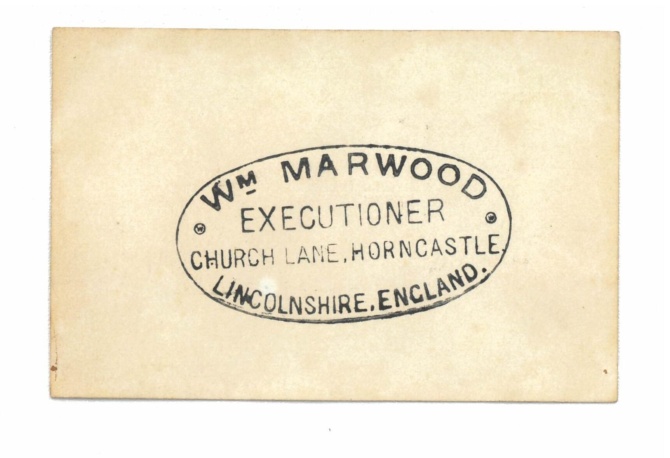 Wᴹ MARWOOD
EXECUTIONER
CHURCH LANE, HORNCASTLE,
LINCOLNSHIRE, ENGLAND.